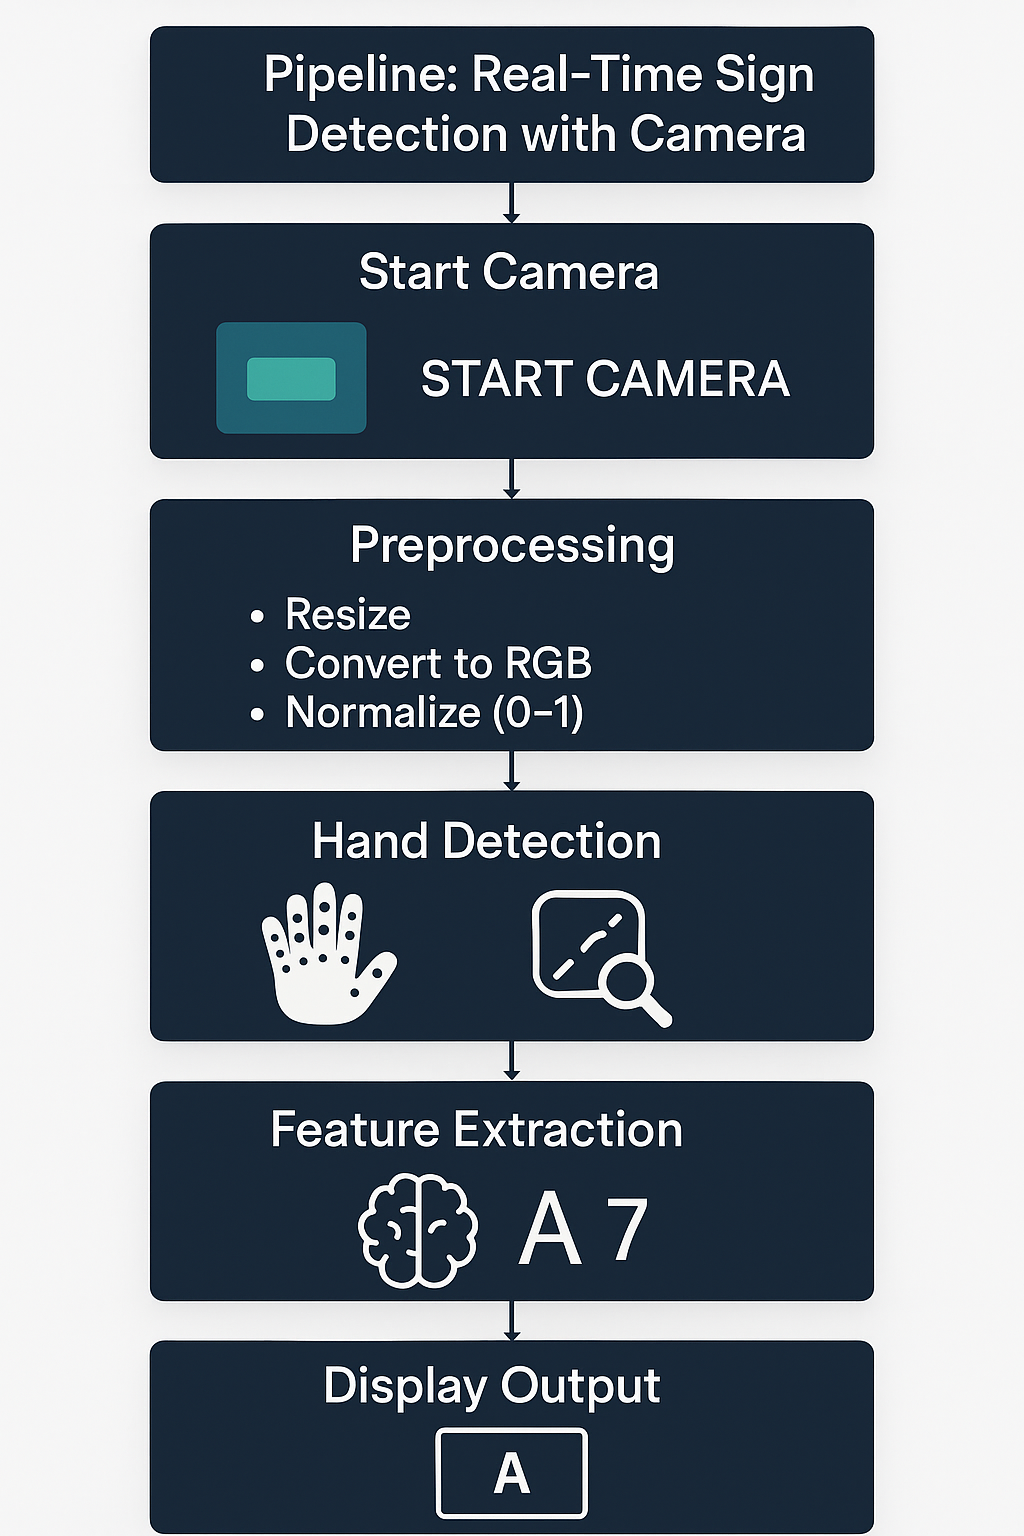 Pipeline: Real-Time Sign
Detection with Camera
Start Camera
START CAMERA
Preprocessing
• Resize
• Convert to RGB
• Normalize (0-1)
Hand Detection
Feature Extraction
A 7
Display Output
A